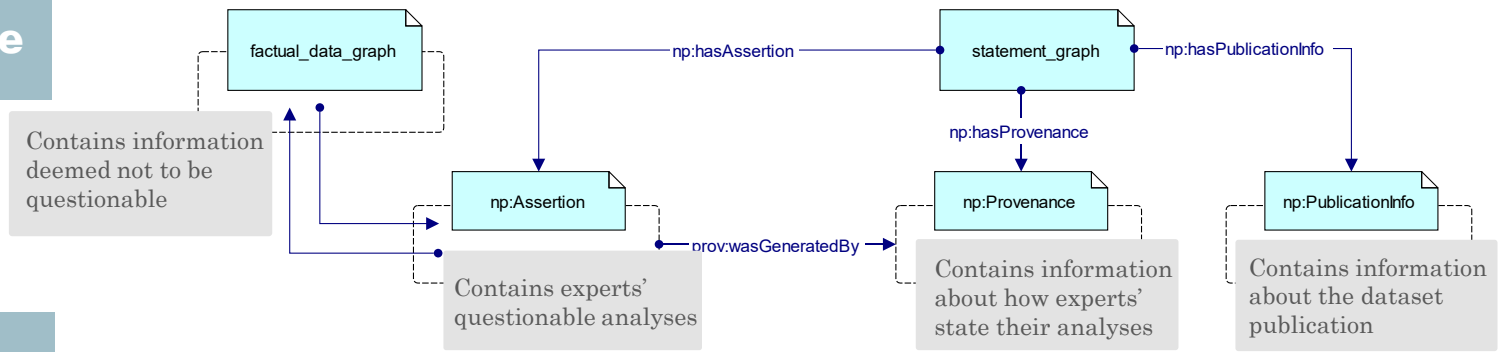 e
factual_data_graph
np:hasAssertion
statement_graph
np:hasPublicationInfo
Contains information
deemed not to be
questionable
np:hasProvenance
np:Assertion
np:Provenance
np:PublicationInfo
prov:wasGeneratedBy
Contains experts’
questionable analyses
Contains information
about how experts’
state their analyses
Contains information
about the dataset
publication